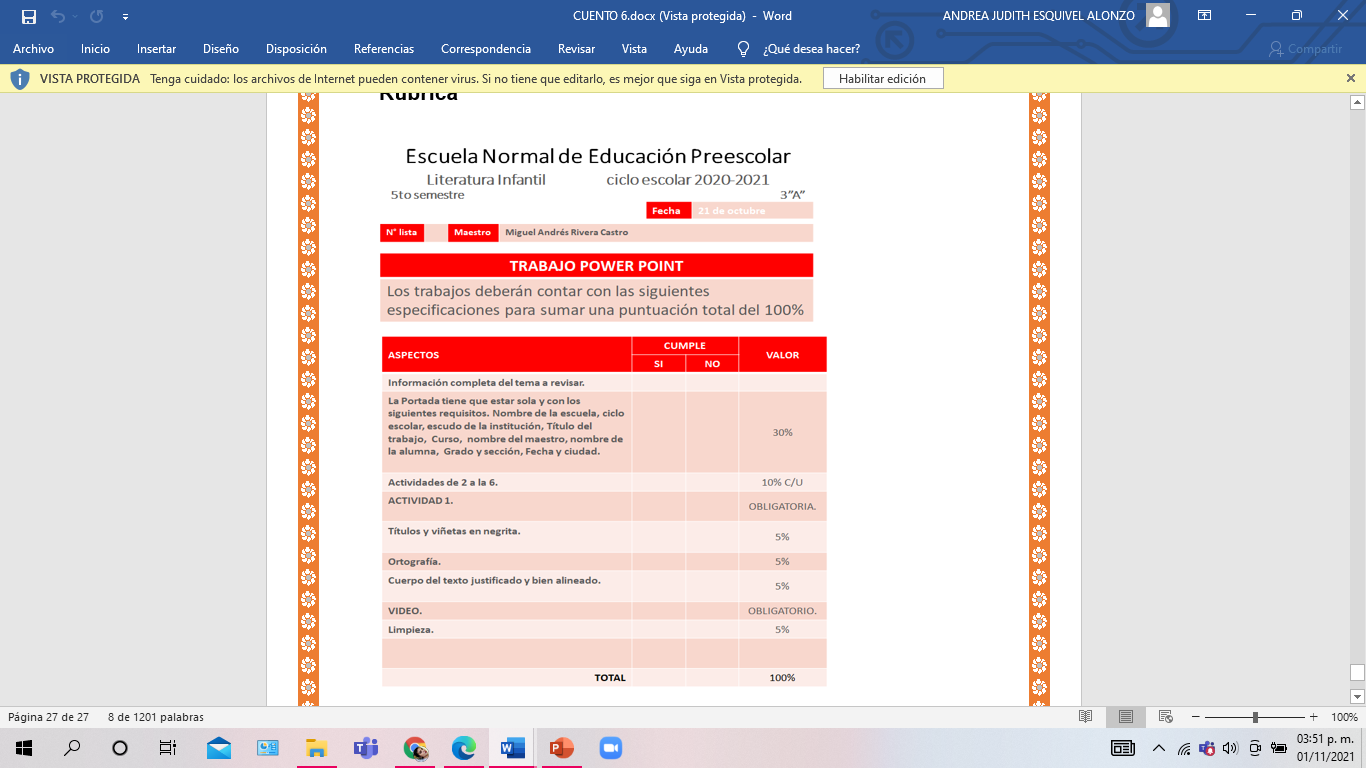 CUENTO 6.docx (Vista protegida) - Word
ANDREA JUDITH ESQUIVEL ALONZO
Archivo Inicio Insertar Diseño Disposición Referencias Correspondencia Revisar Vista Ayuda ¿Qué desea hacer? Compartir
VISTA PROTEGIDA Tenga cuidado: los archivos de Internet pueden contener virus. Si no tiene que editarlo, es mejor que siga en Vista protegida. Habilitar edición
Rúbrica
Escuela Normal de Educación Preescolar
Literatura Infantil ciclo escolar 2020-2021
5to semestre 3”A”
Fecha 21 de octubre
N° lista Maestro Miguel Andrés Rivera Castro
TRABAJO POWER POINT
Los trabajos deberán contar con las siguientes
especificaciones para sumar una puntuación total del 100%
ASPECTOS CUMPLE VALOR
SI NO
Información completa del tema a revisar.
La Portada tiene que estar sola y con los
siguientes requisitos. Nombre de la escuela, ciclo
escolar, escudo de la institución, Título del
trabajo, Curso, nombre del maestro, nombre de
la alumna, Grado y sección, Fecha y ciudad.
30%
Actividades de 2 a la 6. 10% C/U
ACTIVIDAD 1. OBLIGATORIA.
Títulos y viñetas en negrita. 5%
Ortografía. 5%
Cuerpo del texto justificado y bien alineado. 5%
VIDEO. OBLIGATORIO.
Limpieza. 5%
TOTAL 100%
Página 27 de 27 8 de 1201 palabras 100%
03:51 p. m.
01/11/2021